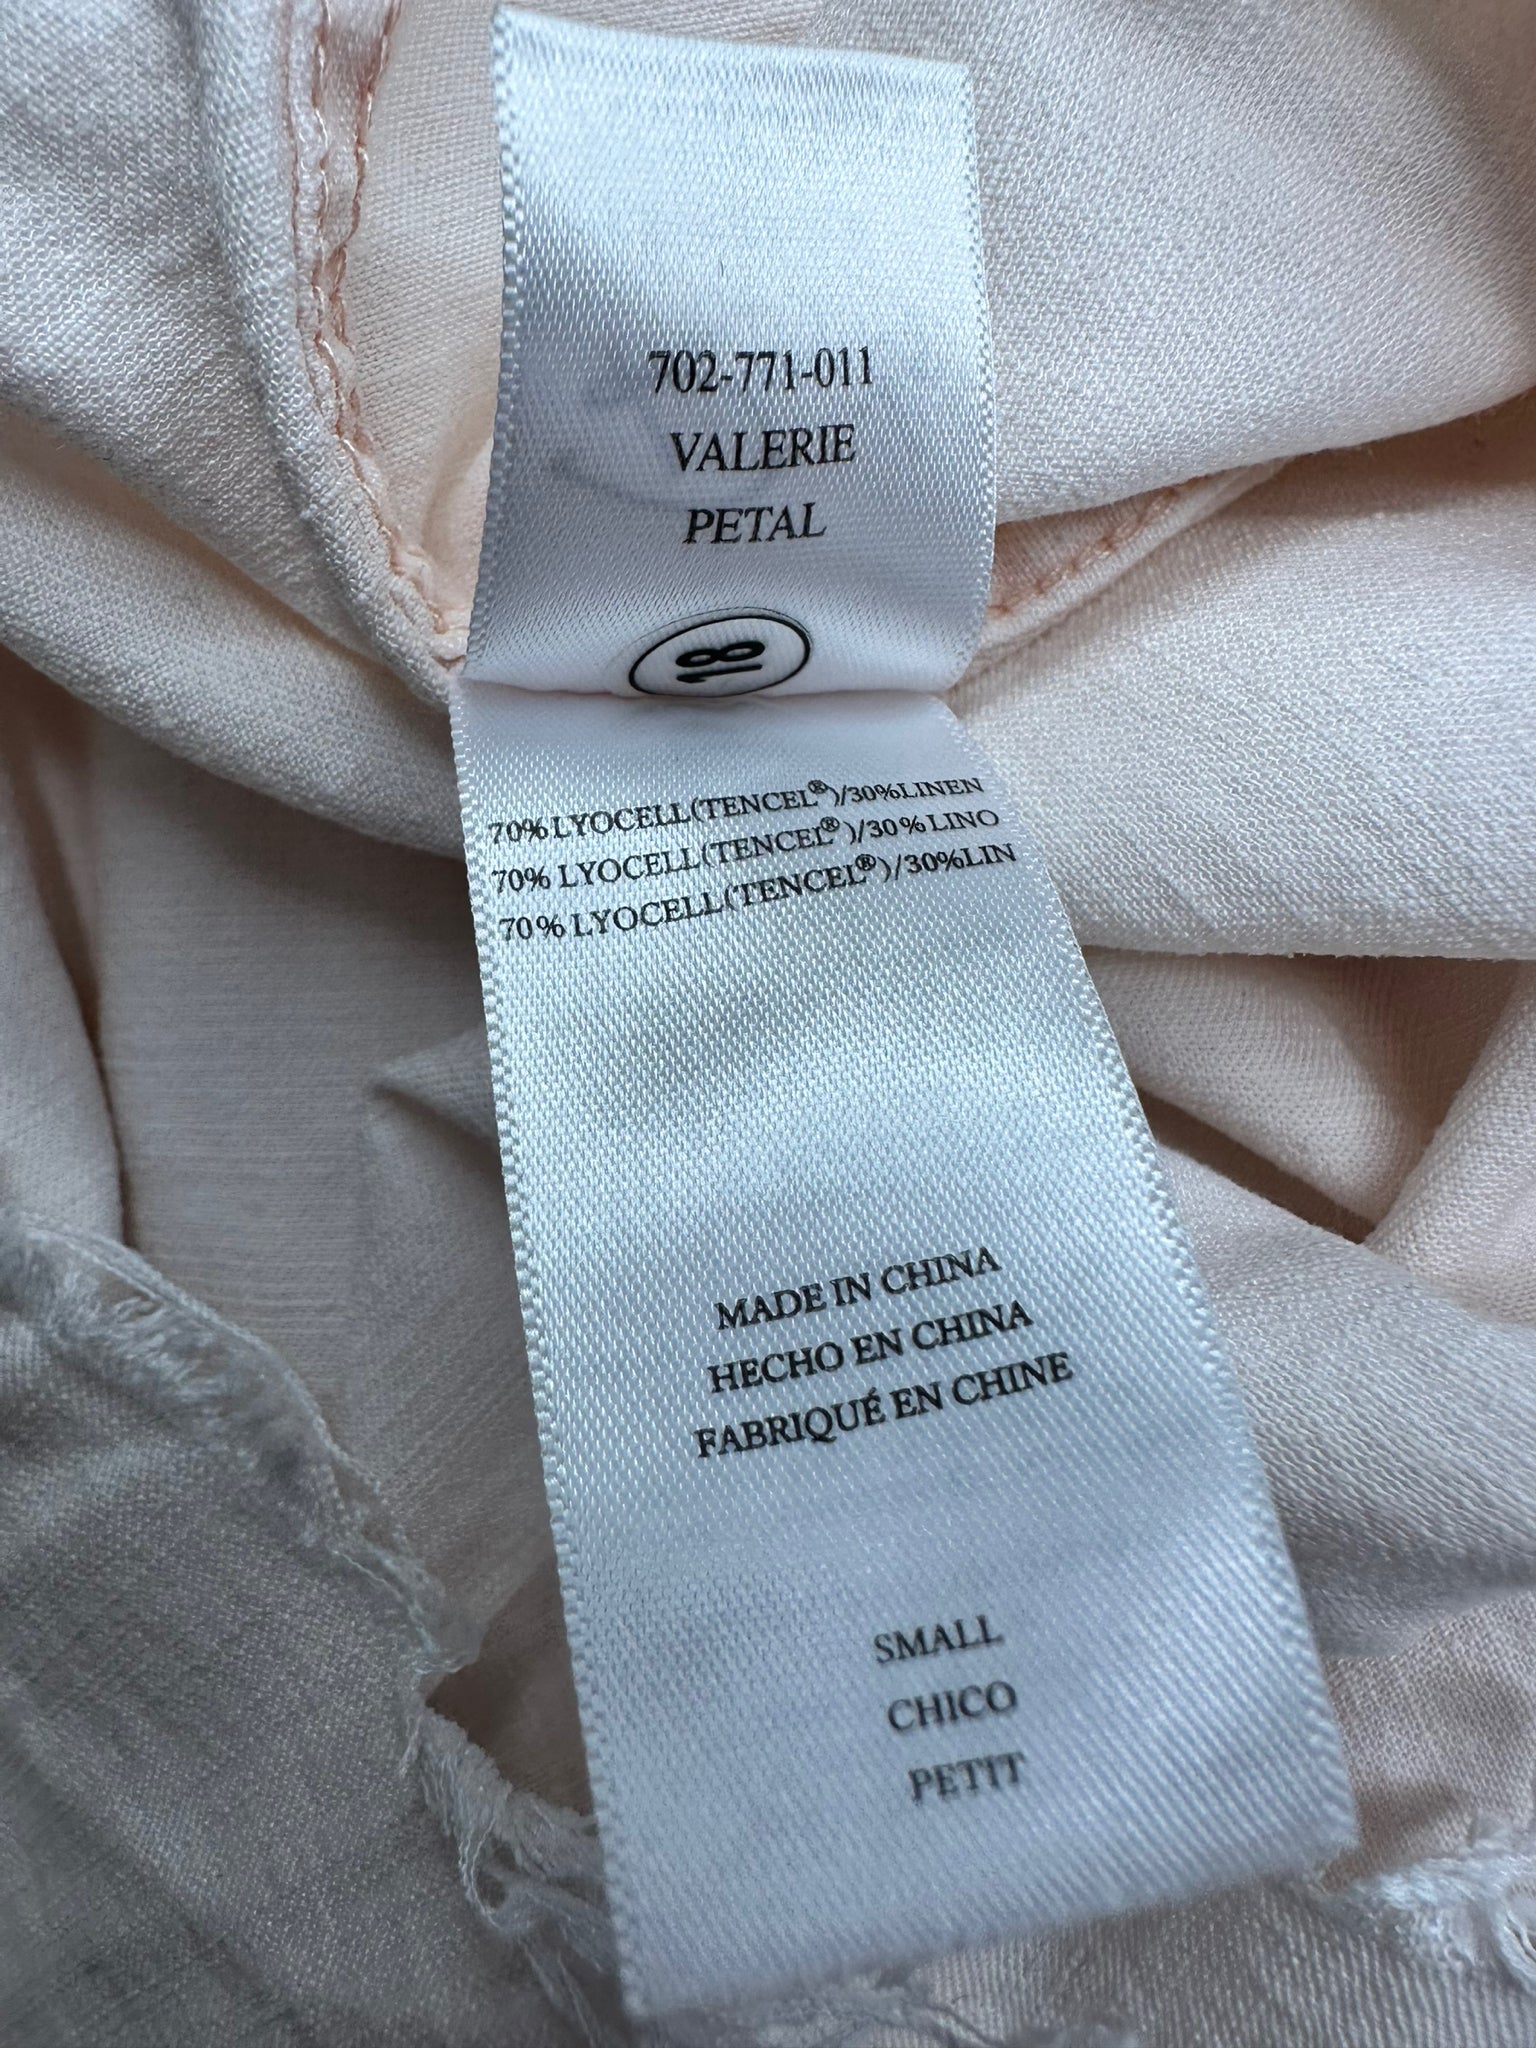 702-771-011
VALERIE
PETAL
18
70% LYOCELL(TENCEL®)/30%LINEN
70% LYOCELL(TENCEL®)/30%LINO
70% LYOCELL(TENCEL®)/30%LIN
MADE IN CHINA
HECHO EN CHINA
FABRIQUÉ EN CHINE
SMALL
CHICO
PETIT